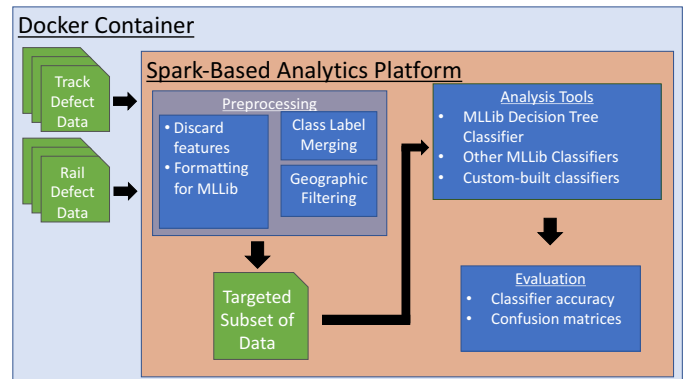 Docker Container
Track
Defect
Data
Rail
Defect
Data
Spark-Based Analytics Platform
Preprocessing
• Discard
features
• Formatting
for MLLib
Class Label
Merging
Geographic
Filtering
Targeted
Subset of
Data
Analysis Tools
• MLLib Decision Tree
Classifier
• Other MLLib Classifiers
• Custom-built classifiers
Evaluation
• Classifier accuracy
• Confusion matrices